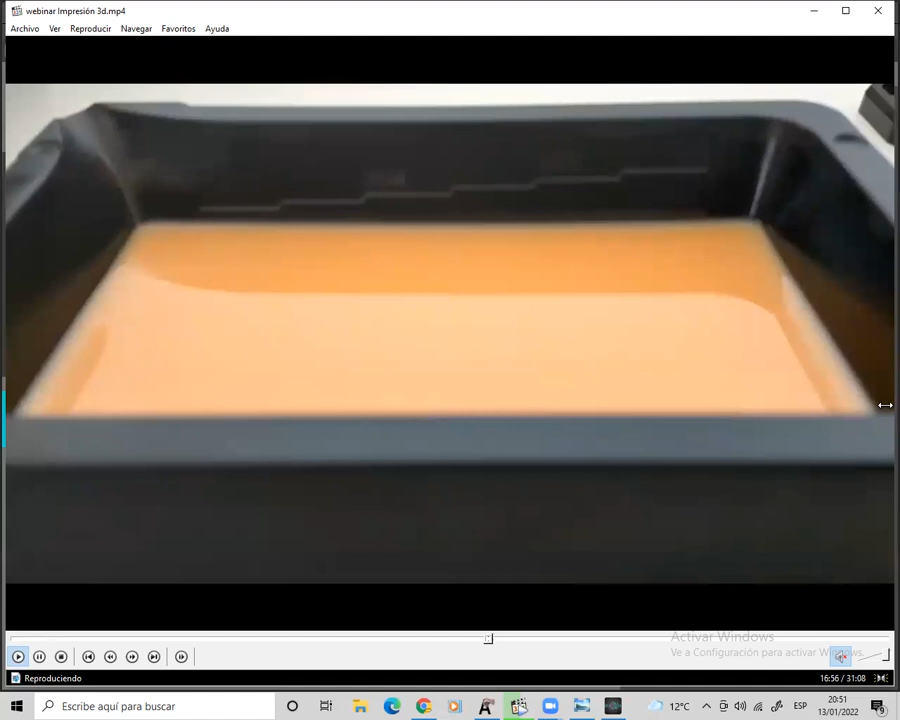 webinar Impresión 3d.mp4
Archivo Ver Reproducir Navegar Favoritos Ayuda
Activar Windows
Ve a Configuración para activar Windows.
Reproduciendo
16:56 / 31:08
Escribe aquí para buscar
12°C
ESP
20:51
13/01/2022